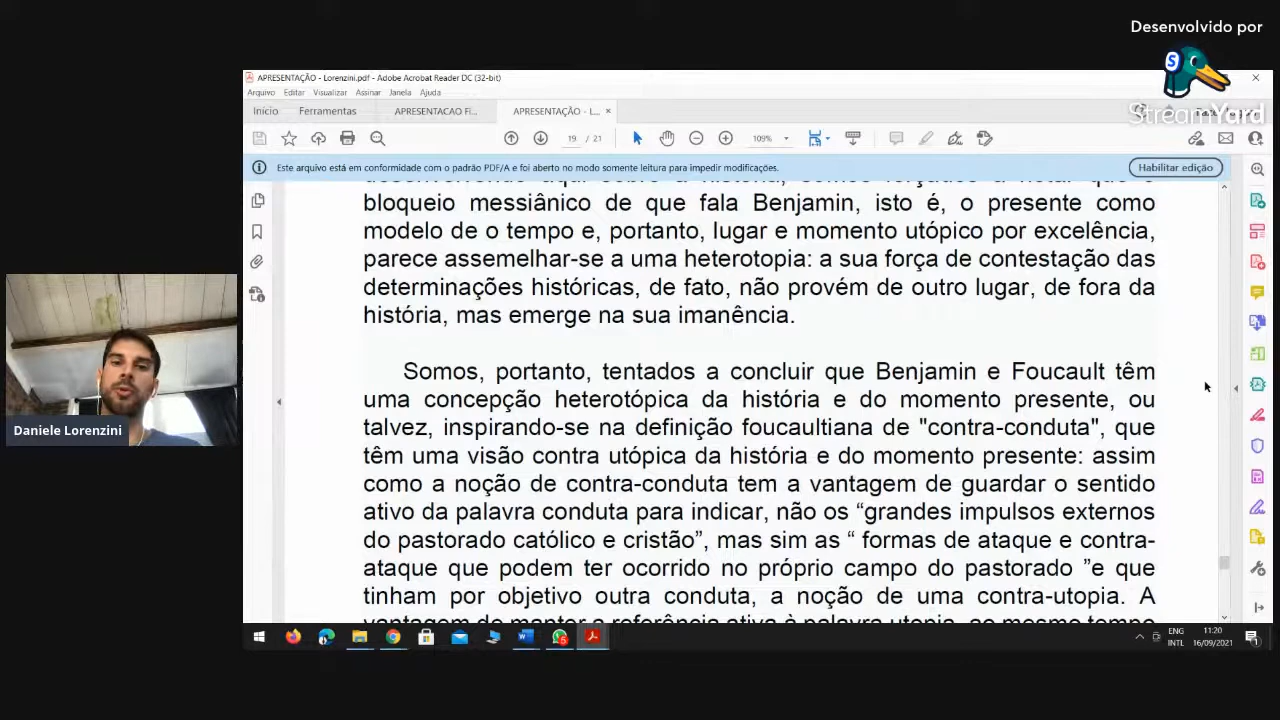 Desenvolvido por
StreamYard
APRESENTAÇÃO - Lorenzini.pdf - Adobe Acrobat Reader DC (32-bit)
Arquivo Editar Visualizar Assinar Janela Ajuda
Início Ferramentas APRESENTACAO Fi... APRESENTAÇÃO - L... ×
19 / 21 109%
Este arquivo está em conformidade com o padrão PDF/A e foi aberto no modo somente leitura para impedir modificações. Habilitar edição
bloqueio messiânico de que fala Benjamin, isto é, o presente como
modelo de o tempo e, portanto, lugar e momento utópico por excelência,
parece assemelhar-se a uma heterotopia: a sua força de contestação das
determinações históricas, de fato, não provém de outro lugar, de fora da
história, mas emerge na sua imanência.
Somos, portanto, tentados a concluir que Benjamin e Foucault têm
uma concepção heterotópica da história e do momento presente, ou
talvez, inspirando-se na definição foucaultiana de "contra-conduta", que
têm uma visão contra utópica da história e do momento presente: assim
como a noção de contra-conduta tem a vantagem de guardar o sentido
ativo da palavra conduta para indicar, não os “grandes impulsos externos
do pastorado católico e cristão”, mas sim as “ formas de ataque e contra-
ataque que podem ter ocorrido no próprio campo do pastorado ”e que
tinham por objetivo outra conduta, a noção de uma contra-utopia. A
vantagem de manter a referência ativa à palavra utopia, ao mesmo tempo
Daniele Lorenzini
ENG
INTL
11:20
16/09/2021